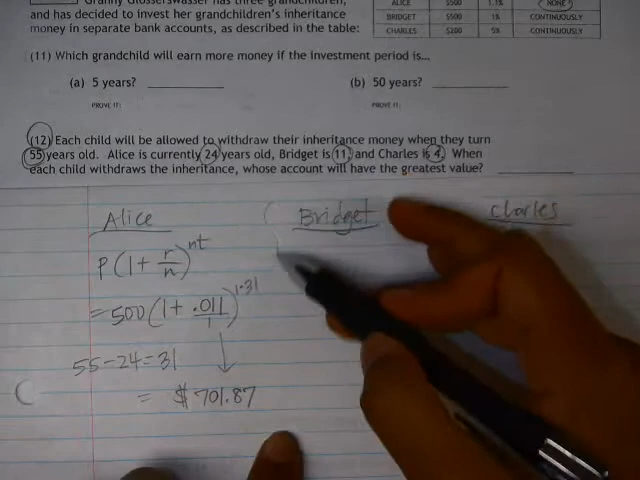 Granny Glosserswasser has three grandchildren,
and has decided to invest her grandchildren's inheritance
money in separate bank accounts, as described in the table:
ALICE $500 1.1% NONE
BRIDGET $500 1% CONTINUOUSLY
CHARLES $200 5% CONTINUOUSLY
(11) Which grandchild will earn more money if the investment period is...
(a) 5 years?
(b) 50 years?
PROVE IT:
PROVE IT:
(12) Each child will be allowed to withdraw their inheritance money when they turn
55 years old. Alice is currently 24 years old, Bridget is 11, and Charles is 4. When
each child withdraws the inheritance, whose account will have the greatest value?
Alice
Bridget
Charles
P(1 + r/n)^nt
= 500(1 + .011/1)^1·31
55-24=31
= $701.87